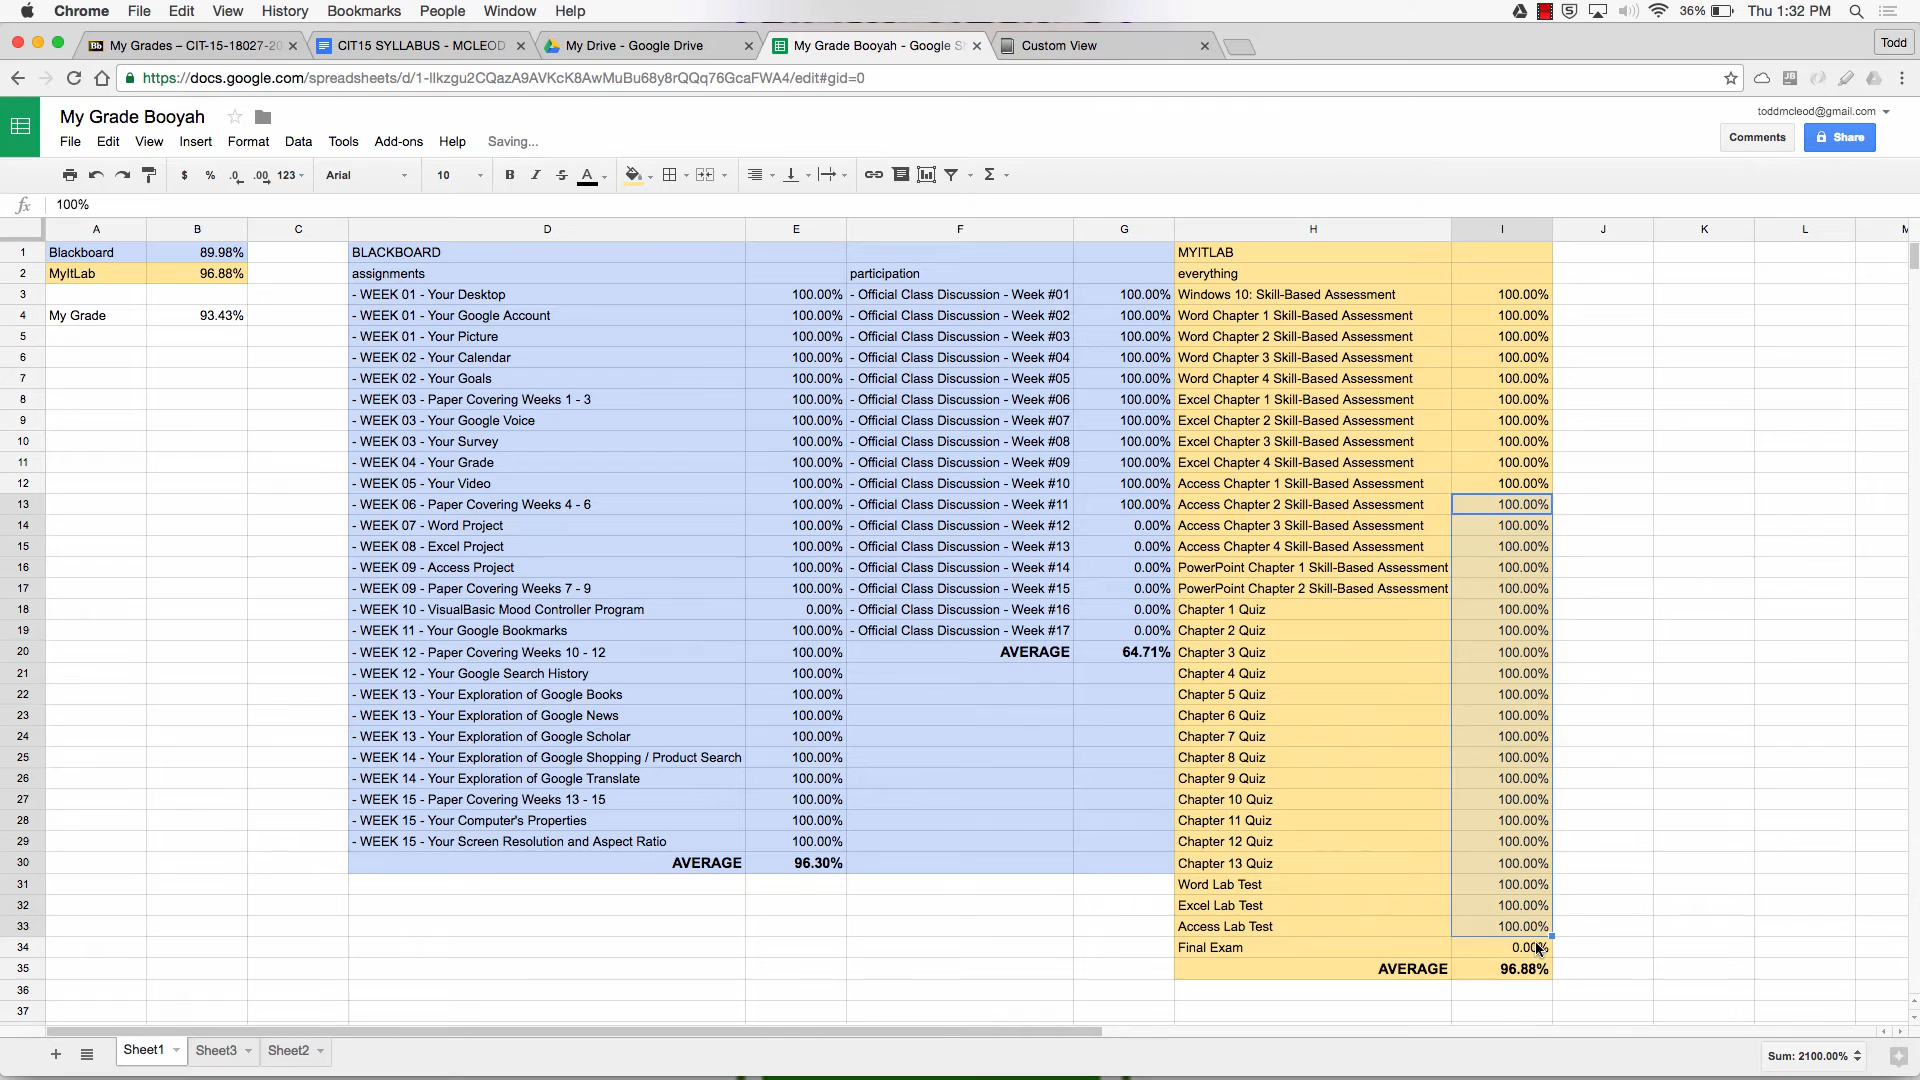 Chrome File Edit View History Bookmarks People Window Help 36% Thu 1:32 PM
My Grades – CIT-15-18027-20 CIT15 SYLLABUS - MCLEOD My Drive - Google Drive My Grade Booyah - Google S Custom View Todd
https://docs.google.com/spreadsheets/d/1-Ilkzgu2CQazA9AVKcK8AwMuBu68y8rQQq76GcaFWA4/edit#gid=0
My Grade Booyah toddmcleod@gmail.com
File Edit View Insert Format Data Tools Add-ons Help Saving... Comments Share
$ % .0 .00 123 Arial 10 B I S A Σ
fx 100%
A B C D E F G H I J K L M
1 Blackboard 89.98% BLACKBOARD MYITLAB
2 MyItLab 96.88% assignments participation everything
3 - WEEK 01 - Your Desktop 100.00% - Official Class Discussion - Week #01 100.00% Windows 10: Skill-Based Assessment 100.00%
4 My Grade 93.43% - WEEK 01 - Your Google Account 100.00% - Official Class Discussion - Week #02 100.00% Word Chapter 1 Skill-Based Assessment 100.00%
5 - WEEK 01 - Your Picture 100.00% - Official Class Discussion - Week #03 100.00% Word Chapter 2 Skill-Based Assessment 100.00%
6 - WEEK 02 - Your Calendar 100.00% - Official Class Discussion - Week #04 100.00% Word Chapter 3 Skill-Based Assessment 100.00%
7 - WEEK 02 - Your Goals 100.00% - Official Class Discussion - Week #05 100.00% Word Chapter 4 Skill-Based Assessment 100.00%
8 - WEEK 03 - Paper Covering Weeks 1 - 3 100.00% - Official Class Discussion - Week #06 100.00% Excel Chapter 1 Skill-Based Assessment 100.00%
9 - WEEK 03 - Your Google Voice 100.00% - Official Class Discussion - Week #07 100.00% Excel Chapter 2 Skill-Based Assessment 100.00%
10 - WEEK 03 - Your Survey 100.00% - Official Class Discussion - Week #08 100.00% Excel Chapter 3 Skill-Based Assessment 100.00%
11 - WEEK 04 - Your Grade 100.00% - Official Class Discussion - Week #09 100.00% Excel Chapter 4 Skill-Based Assessment 100.00%
12 - WEEK 05 - Your Video 100.00% - Official Class Discussion - Week #10 100.00% Access Chapter 1 Skill-Based Assessment 100.00%
13 - WEEK 06 - Paper Covering Weeks 4 - 6 100.00% - Official Class Discussion - Week #11 100.00% Access Chapter 2 Skill-Based Assessment 100.00%
14 - WEEK 07 - Word Project 100.00% - Official Class Discussion - Week #12 0.00% Access Chapter 3 Skill-Based Assessment 100.00%
15 - WEEK 08 - Excel Project 100.00% - Official Class Discussion - Week #13 0.00% Access Chapter 4 Skill-Based Assessment 100.00%
16 - WEEK 09 - Access Project 100.00% - Official Class Discussion - Week #14 0.00% PowerPoint Chapter 1 Skill-Based Assessment 100.00%
17 - WEEK 09 - Paper Covering Weeks 7 - 9 100.00% - Official Class Discussion - Week #15 0.00% PowerPoint Chapter 2 Skill-Based Assessment 100.00%
18 - WEEK 10 - VisualBasic Mood Controller Program 0.00% - Official Class Discussion - Week #16 0.00% Chapter 1 Quiz 100.00%
19 - WEEK 11 - Your Google Bookmarks 100.00% - Official Class Discussion - Week #17 0.00% Chapter 2 Quiz 100.00%
20 - WEEK 12 - Paper Covering Weeks 10 - 12 100.00% AVERAGE 64.71% Chapter 3 Quiz 100.00%
21 - WEEK 12 - Your Google Search History 100.00% Chapter 4 Quiz 100.00%
22 - WEEK 13 - Your Exploration of Google Books 100.00% Chapter 5 Quiz 100.00%
23 - WEEK 13 - Your Exploration of Google News 100.00% Chapter 6 Quiz 100.00%
24 - WEEK 13 - Your Exploration of Google Scholar 100.00% Chapter 7 Quiz 100.00%
25 - WEEK 14 - Your Exploration of Google Shopping / Product Search 100.00% Chapter 8 Quiz 100.00%
26 - WEEK 14 - Your Exploration of Google Translate 100.00% Chapter 9 Quiz 100.00%
27 - WEEK 15 - Paper Covering Weeks 13 - 15 100.00% Chapter 10 Quiz 100.00%
28 - WEEK 15 - Your Computer's Properties 100.00% Chapter 11 Quiz 100.00%
29 - WEEK 15 - Your Screen Resolution and Aspect Ratio 100.00% Chapter 12 Quiz 100.00%
30 AVERAGE 96.30% Chapter 13 Quiz 100.00%
31 Word Lab Test 100.00%
32 Excel Lab Test 100.00%
33 Access Lab Test 100.00%
34 Final Exam 0.00%
35 AVERAGE 96.88%
36
37
Sheet1 Sheet3 Sheet2 Sum: 2100.00%